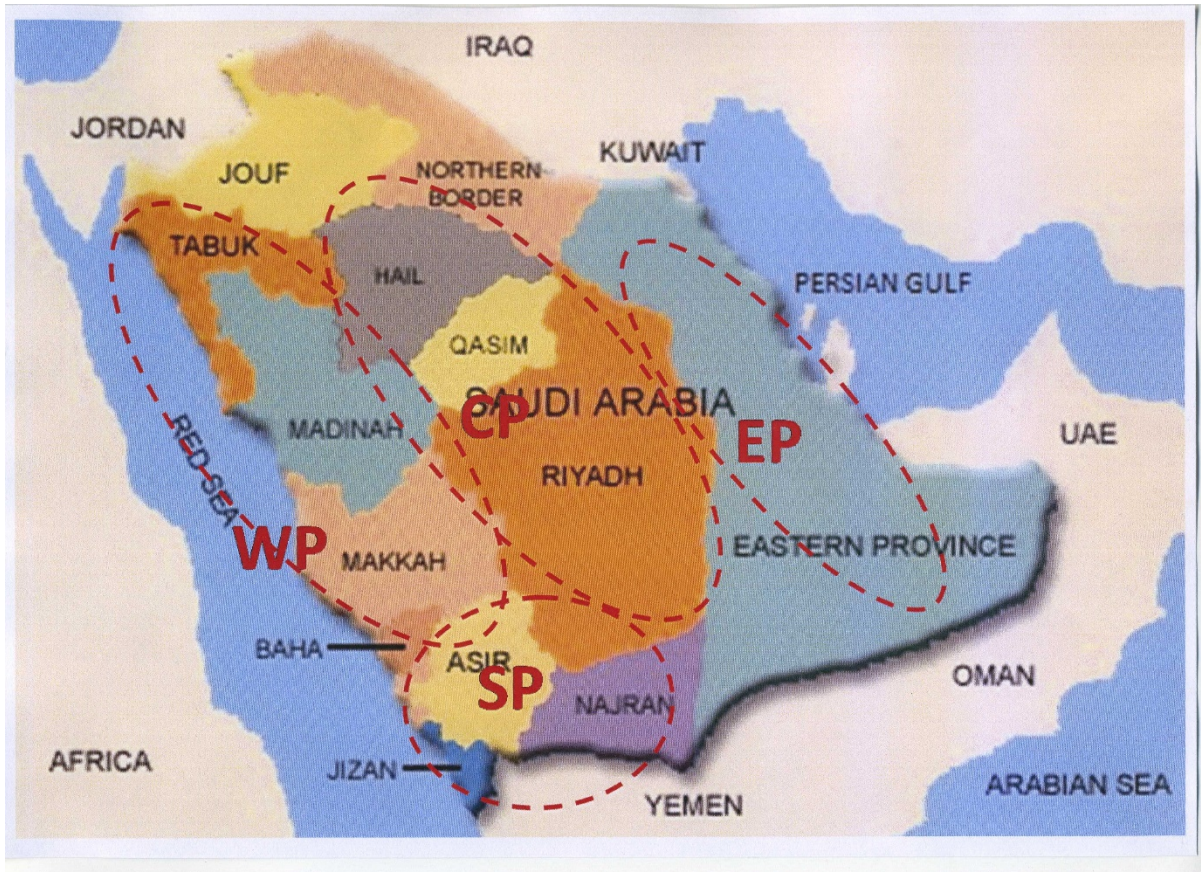 IRAQ
JORDAN
KUWAIT
JOUF
NORTHERN-
BORDER
TABUK
HAIL
PERSIAN GULF
QASIM
SAUDI ARABIA
CP
MADINAH
RED SEA
EP
UAE
RIYADH
WP
MAKKAH
EASTERN PROVINCE
BAHA
ASIR
SP
NAJRAN
OMAN
AFRICA
JIZAN
YEMEN
ARABIAN SEA